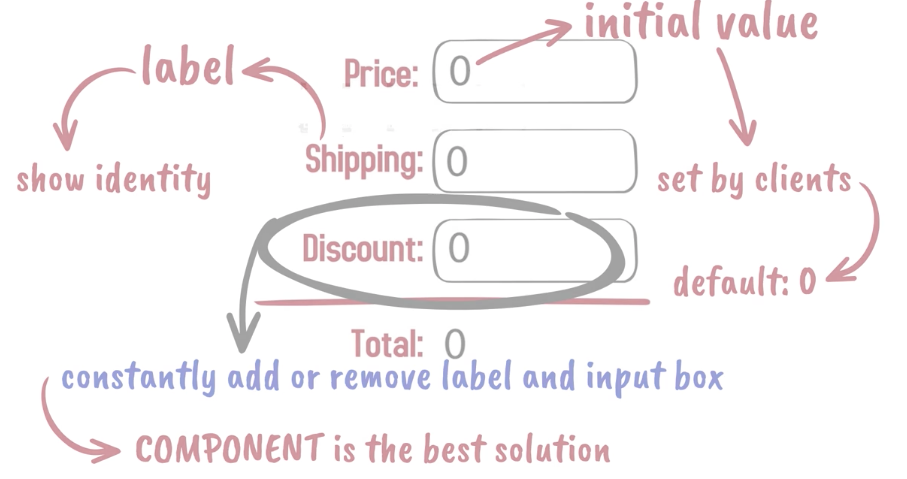 initial value
label
Price: 0
Shipping: 0
show identity
set by clients
Discount: 0
default: 0
Total: 0
constantly add or remove label and input box
COMPONENT is the best solution